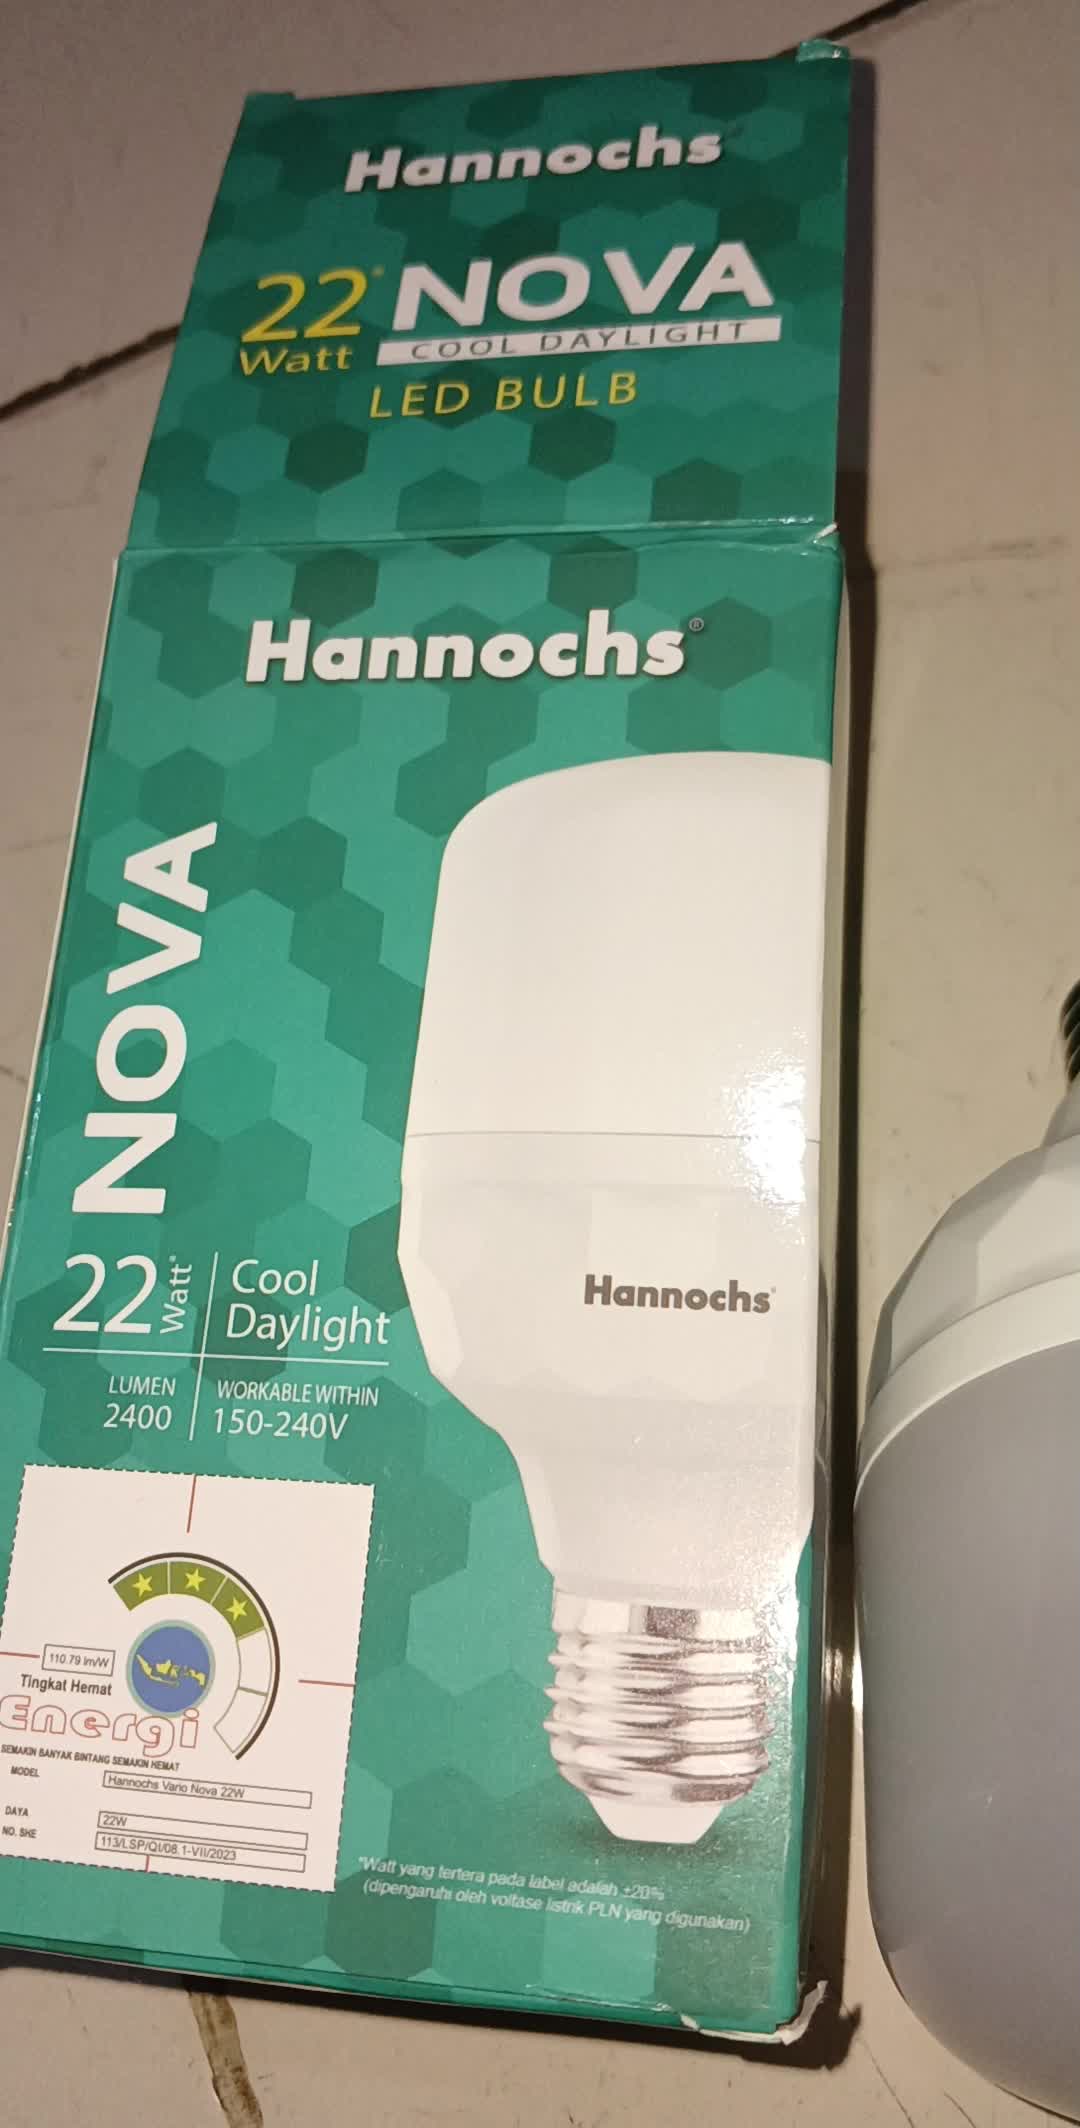 Hannochs
22* NOVA
Watt COOL DAYLIGHT
LED BULB
Hannochs®
NOVA
22 Watt*
Cool
Daylight
LUMEN
2400
WORKABLE WITHIN
150-240V
Hannochs
110.79 lm/W
Tingkat Hemat
Energi
SEMAKIN BANYAK BINTANG SEMAKIN HEMAT
MODEL Hannochs Vario Nova 22W
DAYA 22W
NO. SHE 113/LSP/QI/08.1-VII/2023
*Watt yang tertera pada label adalah ±20%
(dipengaruhi oleh voltase listrik PLN yang digunakan)